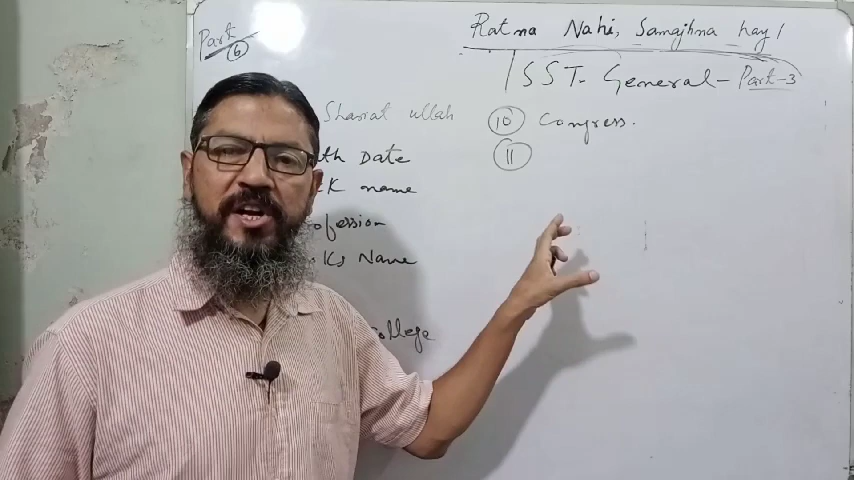 Part
6
Ratna Nahi, Samajhna hay!
SST. General - Part-3
Shariat ullah
th Date
K name
ofession
Ks Name
ollege
10 Congress.
11